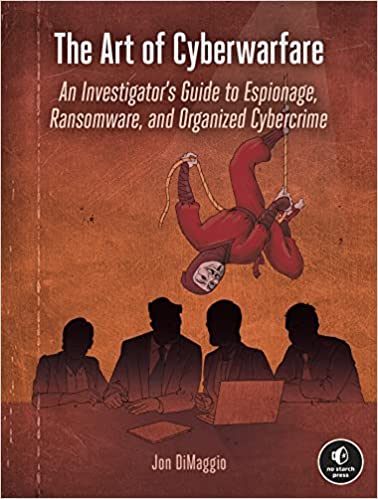 The Art of Cyberwarfare
An Investigator's Guide to Espionage,
Ransomware, and Organized Cybercrime
Jon DiMaggio
no starch
press